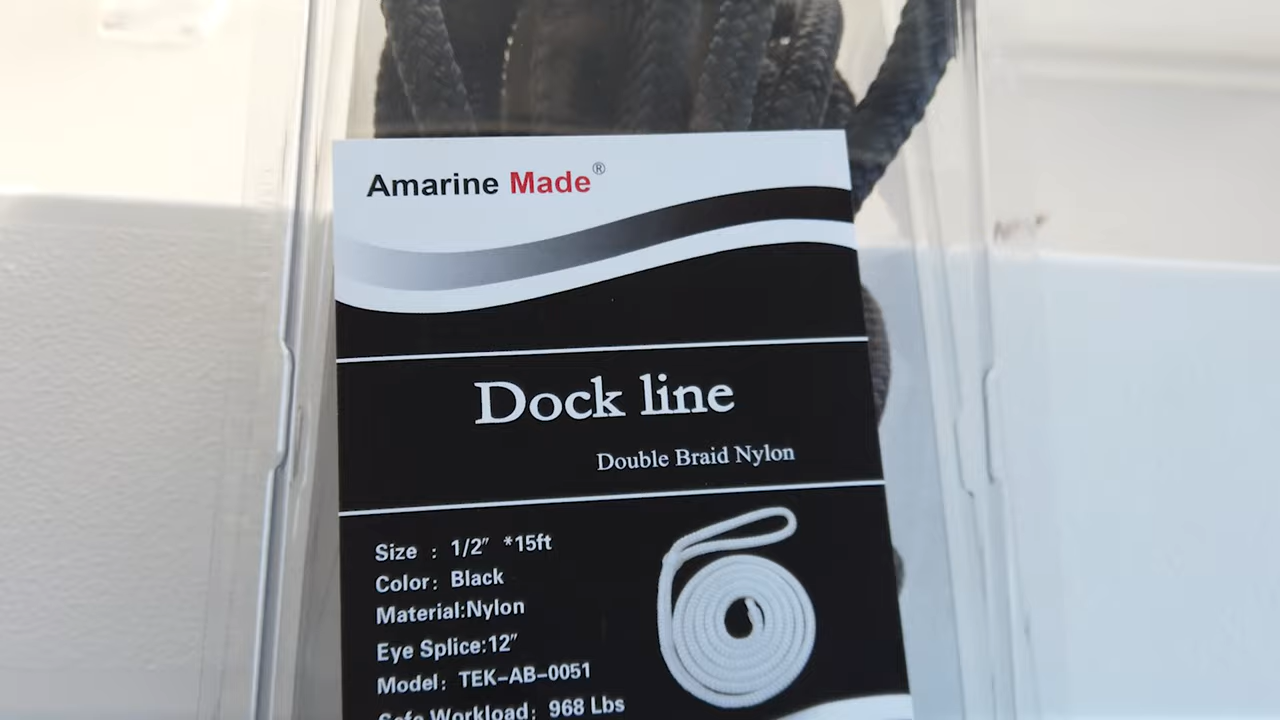 Amarine Made®
Dock line
Double Braid Nylon
Size : 1/2" *15ft
Color: Black
Material:Nylon
Eye Splice:12"
Model: TEK-AB-0051
Safe Workload: 968 Lbs